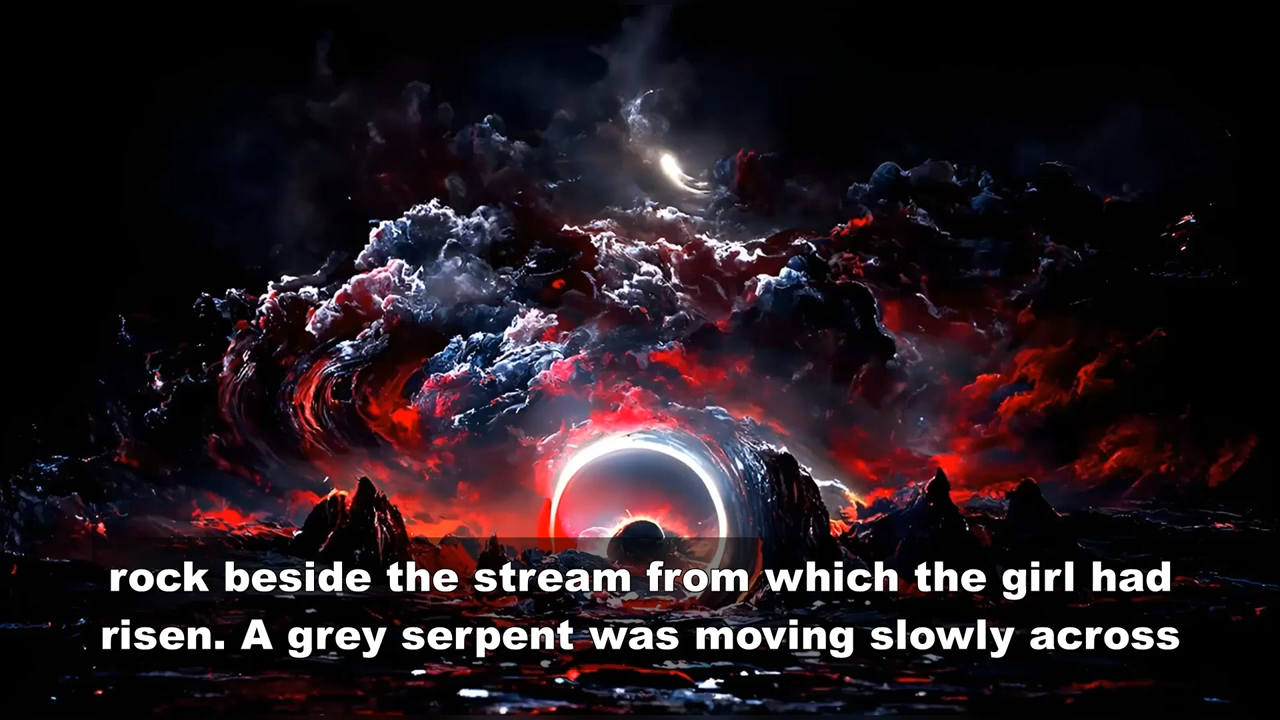 rock beside the stream from which the girl had
risen. A grey serpent was moving slowly across